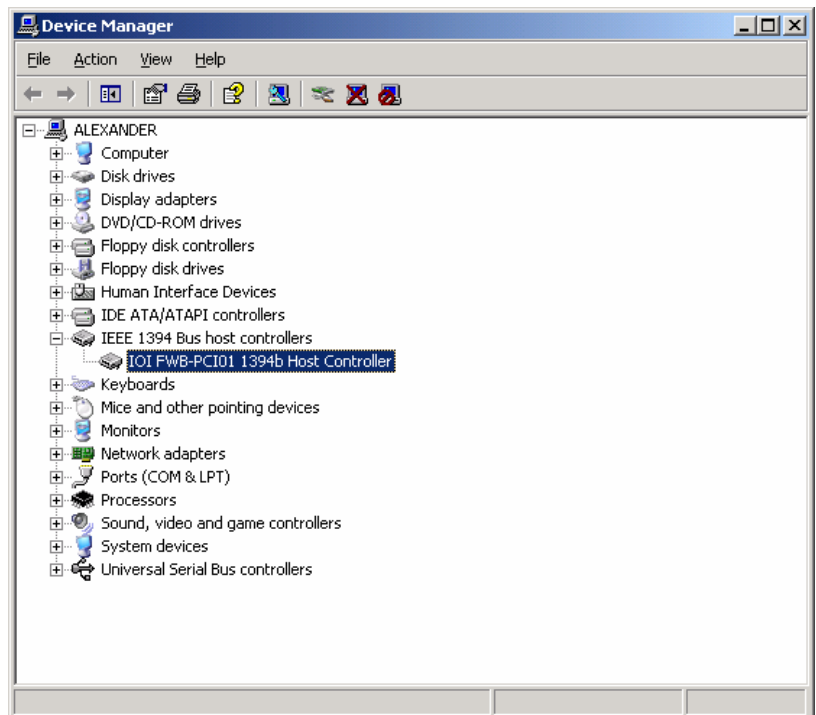 Device Manager
File Action View Help
ALEXANDER
Computer
Disk drives
Display adapters
DVD/CD-ROM drives
Floppy disk controllers
Floppy disk drives
Human Interface Devices
IDE ATA/ATAPI controllers
IEEE 1394 Bus host controllers
IOI FWB-PCI01 1394b Host Controller
Keyboards
Mice and other pointing devices
Monitors
Network adapters
Ports (COM & LPT)
Processors
Sound, video and game controllers
System devices
Universal Serial Bus controllers